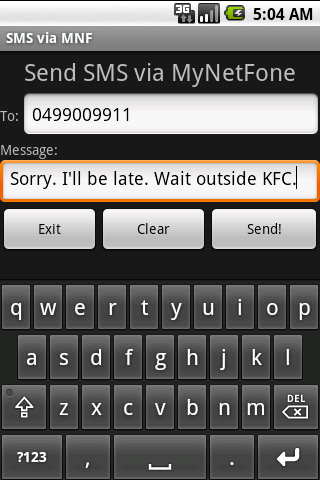 3G 5:04 AM
SMS via MNF
Send SMS via MyNetFone
To: 0499009911
Message:
Sorry. I'll be late. Wait outside KFC.
Exit Clear Send!
q w e r t y u i o p
a s d f g h j k l
z x c v b n m DEL
?123 , .